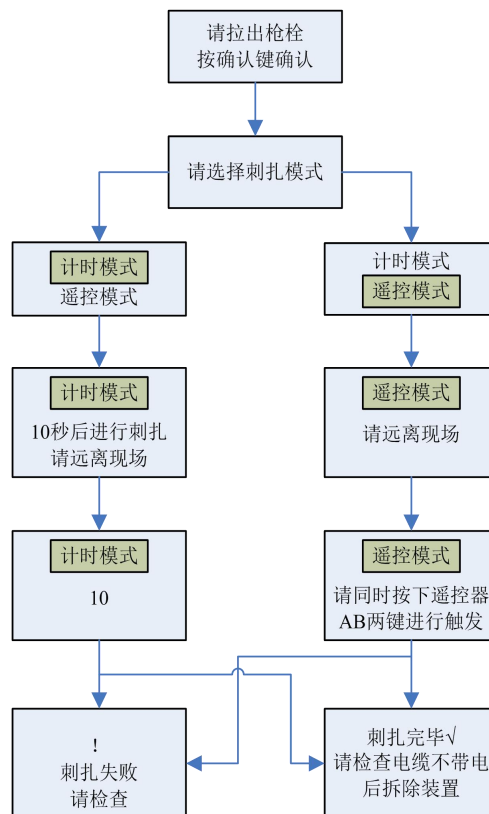 请拉出枪栓
按确认键确认
请选择刺扎模式
计时模式
遥控模式
计时模式
遥控模式
计时模式
10秒后进行刺扎
请远离现场
遥控模式
请远离现场
计时模式
10
遥控模式
请同时按下遥控器
AB两键进行触发
!
刺扎失败
请检查
刺扎完毕√
请检查电缆不带电
后拆除装置